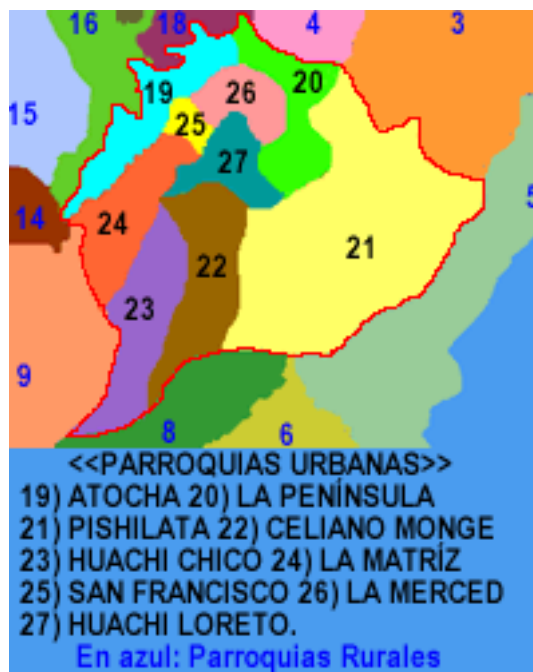 16 18 4 3
19 26 20
15 25
27
14 24 5
21
22
23
9
8 6
<<PARROQUIAS URBANAS>>
19) ATOCHA 20) LA PENÍNSULA
21) PISHILATA 22) CELIANO MONGE
23) HUACHI CHICO 24) LA MATRÍZ
25) SAN FRANCISCO 26) LA MERCED
27) HUACHI LORETO.
En azul: Parroquias Rurales